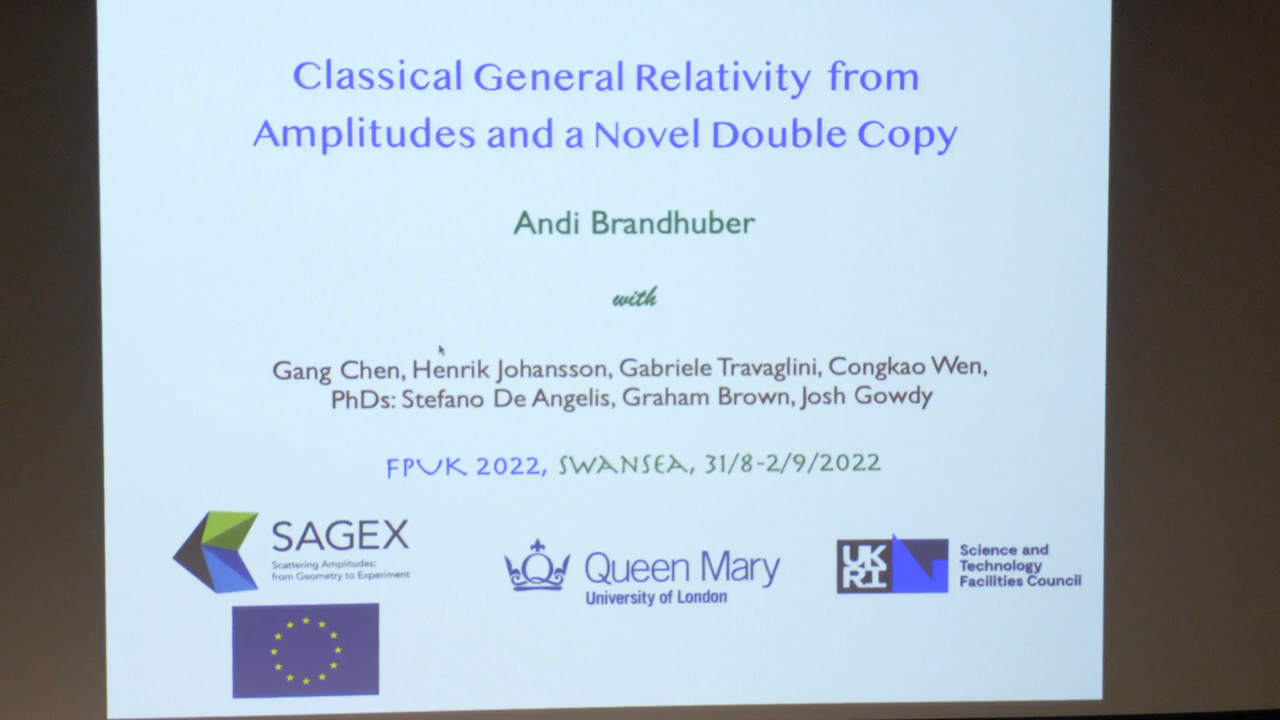 Classical General Relativity from
Amplitudes and a Novel Double Copy
Andi Brandhuber
with
Gang Chen, Henrik Johansson, Gabriele Travaglini, Congkao Wen,
PhDs: Stefano De Angelis, Graham Brown, Josh Gowdy
FPUK 2022, SWANSEA, 31/8-2/9/2022
SAGEX
Scattering Amplitudes:
from Geometry to Experiment
Queen Mary
University of London
UK
RI
Science and
Technology
Facilities Council